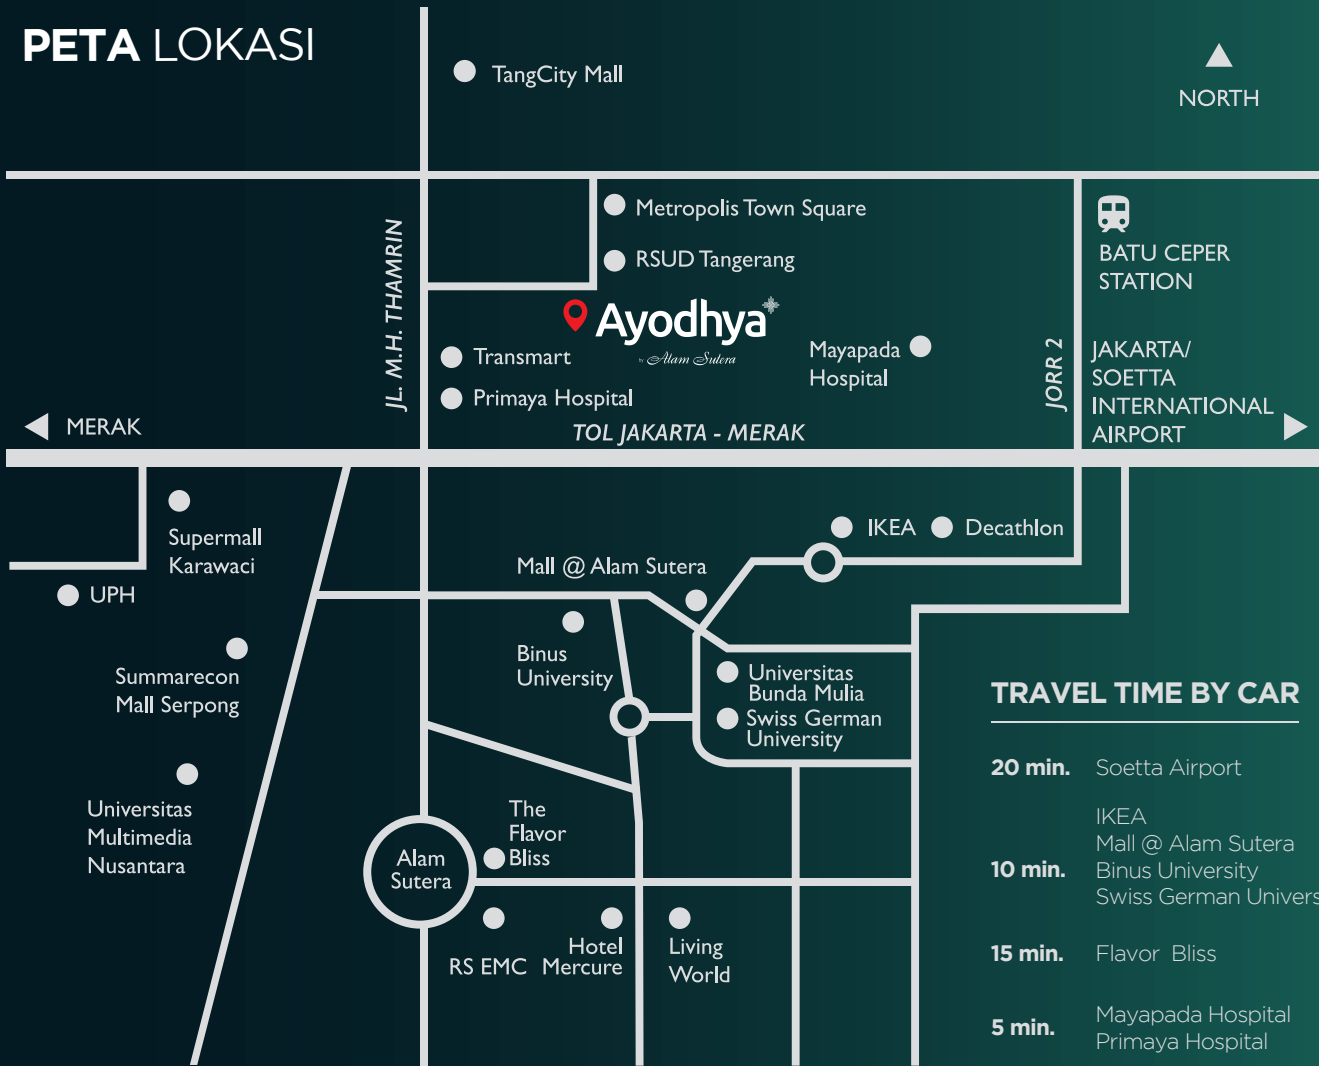 PETA LOKASI
TangCity Mall
NORTH
Metropolis Town Square
RSUD Tangerang
BATU CEPER
STATION
JL. M.H. THAMRIN
Ayodhya
by Alam Sutera
Transmart
Primaya Hospital
Mayapada
Hospital
JORR 2
JAKARTA/
SOETTA
INTERNATIONAL
AIRPORT
MERAK
TOL JAKARTA - MERAK
Supermall
Karawaci
UPH
IKEA
Decathlon
Mall @ Alam Sutera
Binus
University
Summarecon
Mall Serpong
Universitas
Bunda Mulia
Swiss German
University
Universitas
Multimedia
Nusantara
The
Flavor
Bliss
Alam
Sutera
RS EMC
Hotel
Mercure
Living
World
TRAVEL TIME BY CAR
20 min. Soetta Airport
10 min.
IKEA
Mall @ Alam Sutera
Binus University
Swiss German Univers
15 min. Flavor Bliss
5 min.
Mayapada Hospital
Primaya Hospital